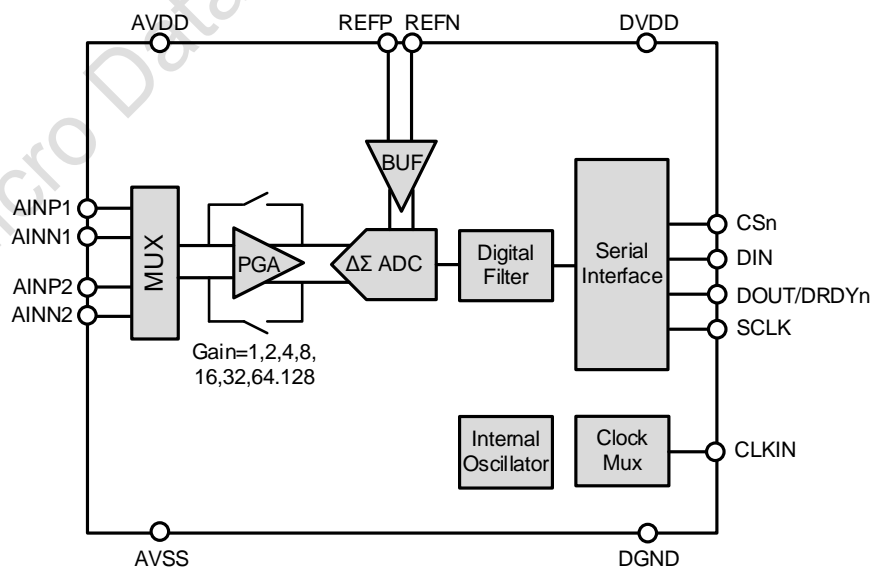 AVDD
REFP REFN
DVDD
BUF
AINP1
AINN1
AINP2
AINN2
MUX
PGA
ΔΣ ADC
Digital
Filter
Serial
Interface
CSn
DIN
DOUT/DRDYn
SCLK
Gain=1,2,4,8,
16,32,64.128
Internal
Oscillator
Clock
Mux
CLKIN
AVSS
DGND